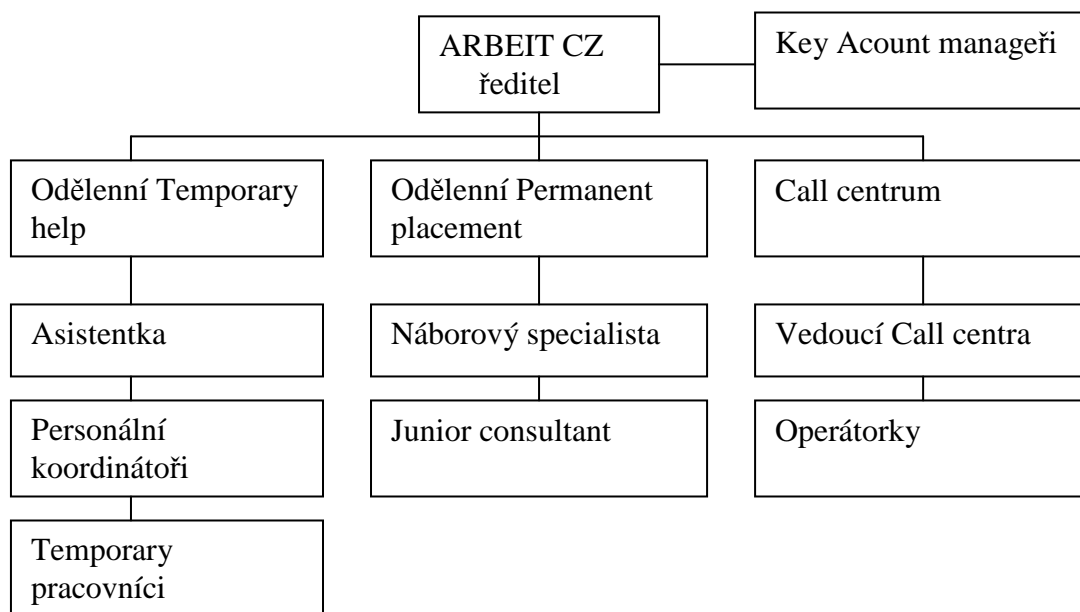 ARBEIT CZ
ředitel
Key Acount manageři
Odělenní Temporary
help
Odělenní Permanent
placement
Call centrum
Asistentka
Náborový specialista
Vedoucí Call centra
Personální
koordinátoři
Junior consultant
Operátorky
Temporary
pracovníci